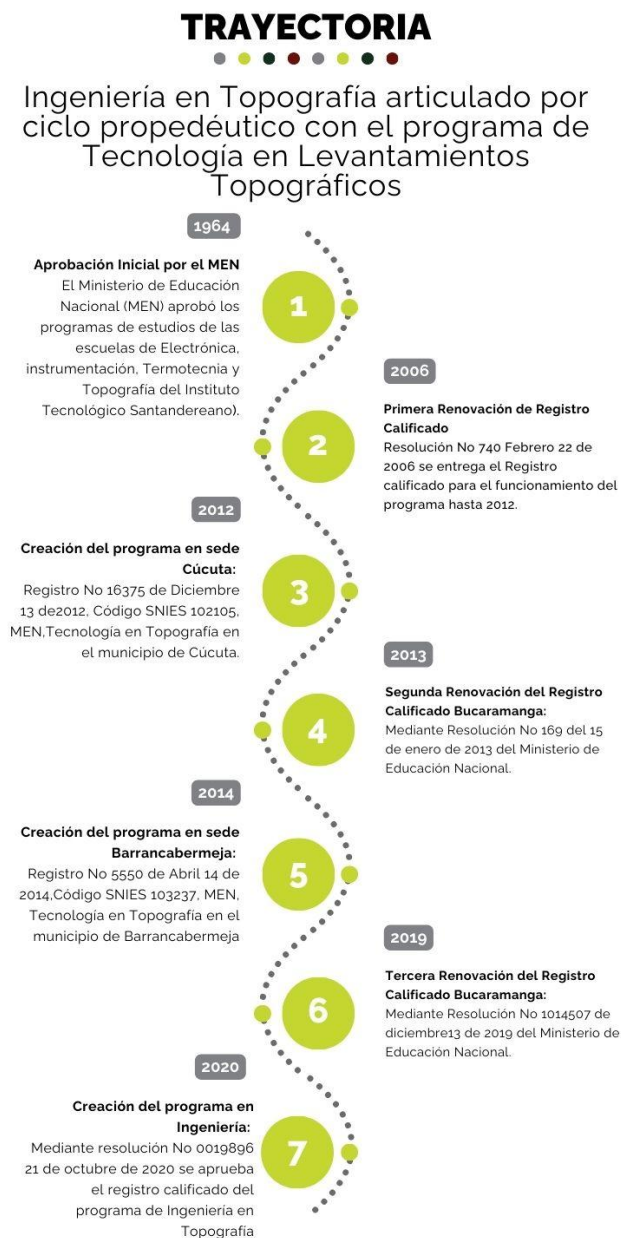 TRAYECTORIA
Ingeniería en Topografía articulado por
ciclo propedéutico con el programa de
Tecnología en Levantamientos
Topográficos
1964
Aprobación Inicial por el MEN
El Ministerio de Educación
Nacional (MEN) aprobó los
programas de estudios de las
escuelas de Electrónica,
instrumentación, Termotecnia y
Topografía del Instituto
Tecnológico Santandereano).
1
2006
Primera Renovación de Registro
Calificado
Resolución No 740 Febrero 22 de
2006 se entrega el Registro
calificado para el funcionamiento del
programa hasta 2012.
2
2012
Creación del programa en sede
Cúcuta:
Registro No 16375 de Diciembre
13 de2012, Código SNIES 102105,
MEN,Tecnología en Topografía en
el municipio de Cúcuta.
3
2013
Segunda Renovación del Registro
Calificado Bucaramanga:
Mediante Resolución No 169 del 15
de enero de 2013 del Ministerio de
Educación Nacional.
4
2014
Creación del programa en sede
Barrancabermeja:
Registro No 5550 de Abril 14 de
2014,Código SNIES 103237, MEN,
Tecnología en Topografía en el
municipio de Barrancabermeja
5
2019
Tercera Renovación del Registro
Calificado Bucaramanga:
Mediante Resolución No 1014507 de
diciembre13 de 2019 del Ministerio de
Educación Nacional.
6
2020
Creación del programa en
Ingeniería:
Mediante resolución No 0019896
21 de octubre de 2020 se aprueba
el registro calificado del
programa de Ingeniería en
Topografía
7